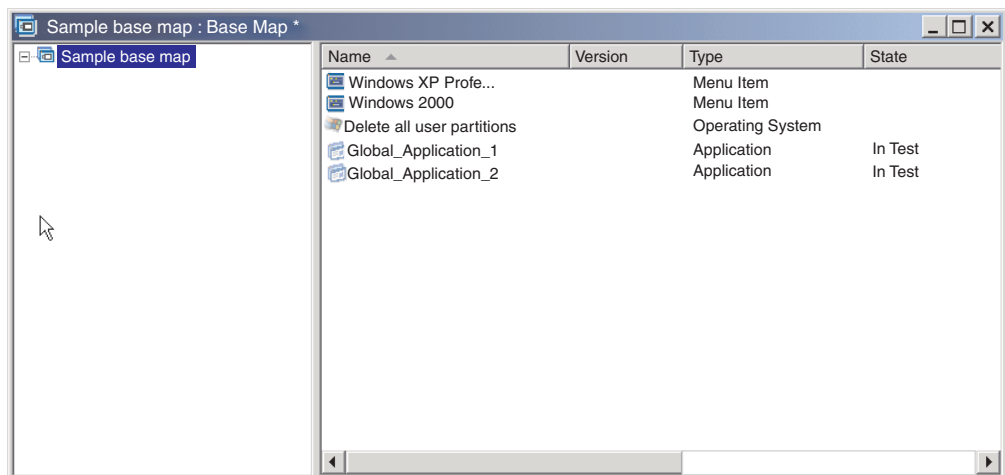 Sample base map : Base Map *
Sample base map
Name Version Type State
Windows XP Profe... Menu Item
Windows 2000 Menu Item
Delete all user partitions Operating System
Global_Application_1 Application In Test
Global_Application_2 Application In Test